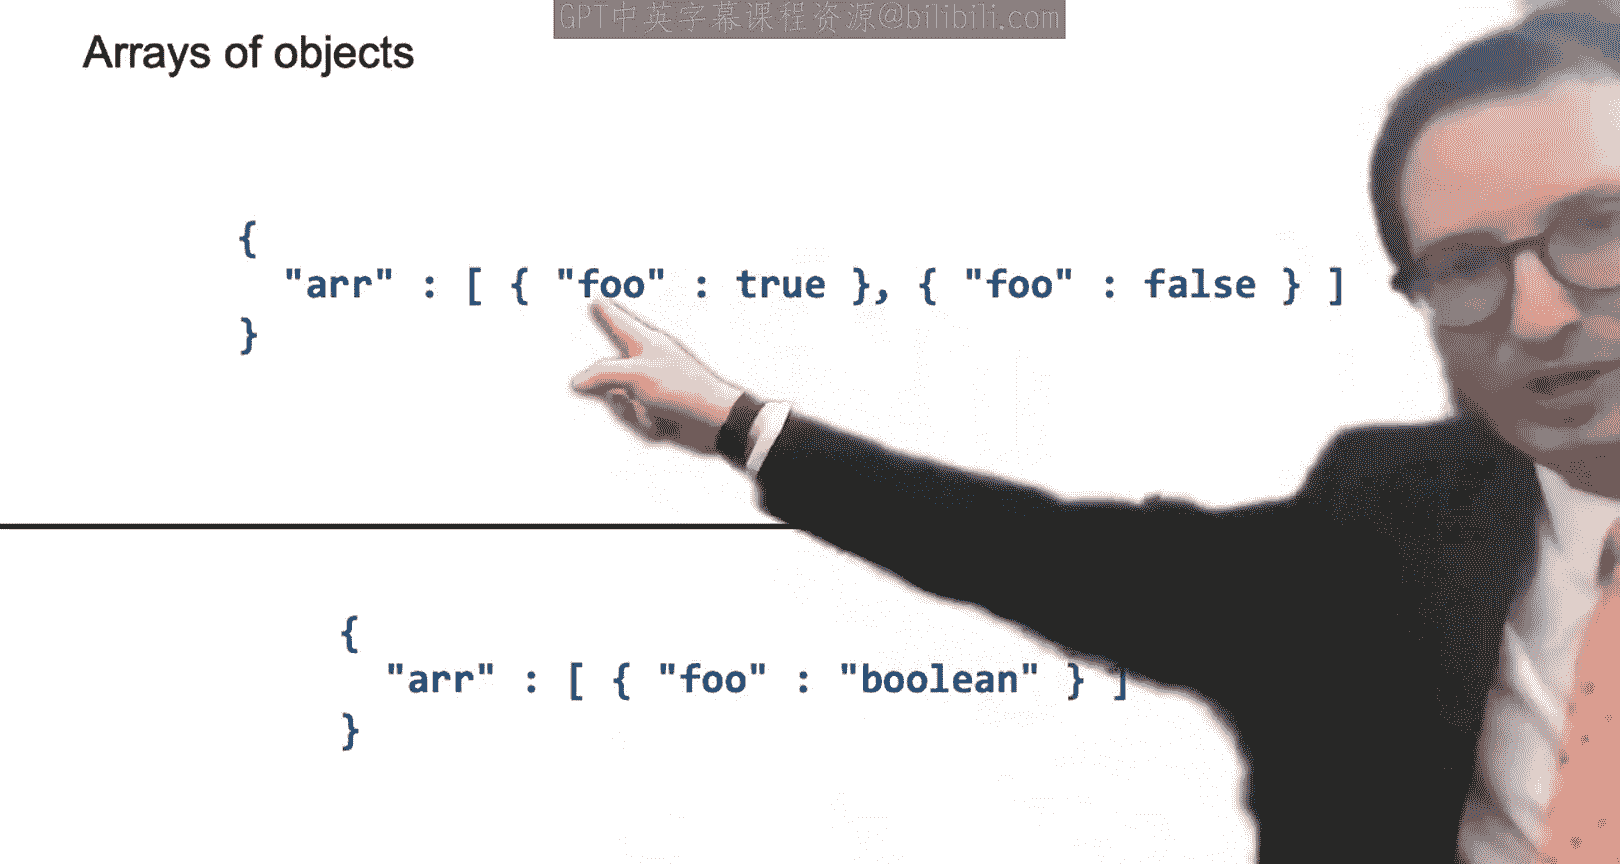 GPT中英字幕课程资源@bilibili.com
Arrays of objects
{
"arr" : [ { "foo" : true }, { "foo" : false } ]
}
{
"arr" : [ { "foo" : "boolean" } ]
}